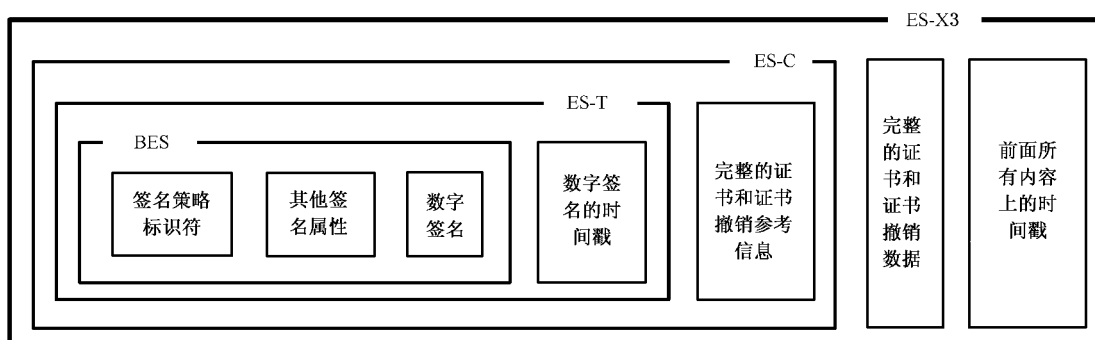 ES-X3
ES-C
ES-T
BES
签名策略
标识符
其他签
名属性
数字
签名
数字签
名的时
间戳
完整的证
书和证书
撤销参考
信息
完整
的证
书和
证书
撤销
数据
前面所
有内容
上的时
间戳